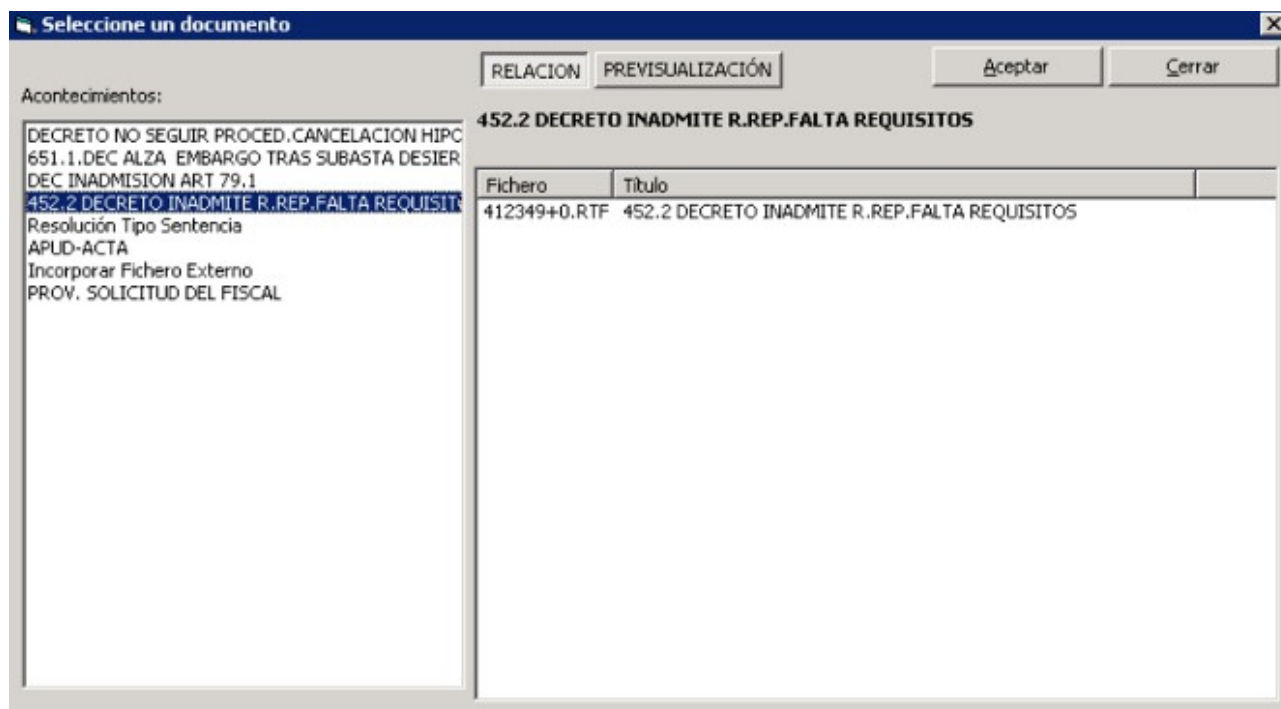 Seleccione un documento
RELACION PREVISUALIZACIÓN Aceptar Cerrar
Acontecimientos:
DECRETO NO SEGUIR PROCED.CANCELACION HIPO
651.1.DEC ALZA EMBARGO TRAS SUBASTA DESIER
DEC INADMISION ART 79.1
452.2 DECRETO INADMITE R.REP.FALTA REQUISIT
Resolución Tipo Sentencia
APUD-ACTA
Incorporar Fichero Externo
PROV. SOLICITUD DEL FISCAL
452.2 DECRETO INADMITE R.REP.FALTA REQUISITOS
Fichero Título
412349+0.RTF 452.2 DECRETO INADMITE R.REP.FALTA REQUISITOS